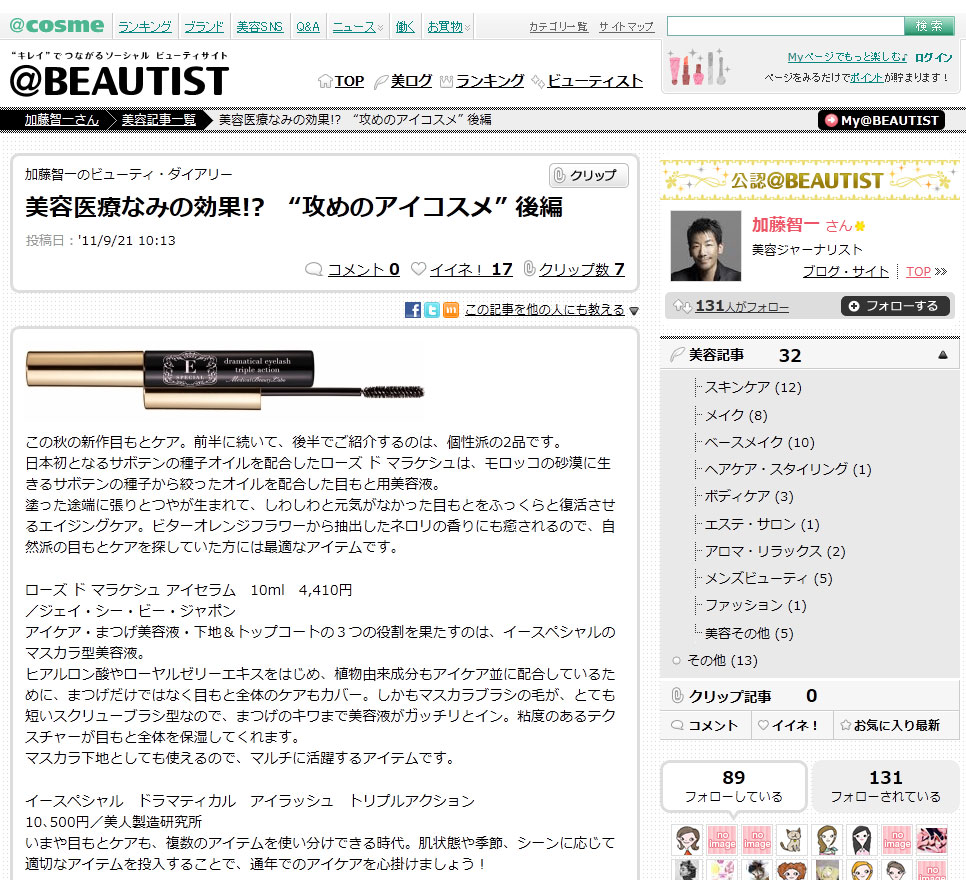 @cosme
ランキング ブランド 美容SNS Q&A ニュース 働く お買物
カテゴリ一覧 サイトマップ
検索
“キレイ”でつながるソーシャル ビューティサイト
@BEAUTIST
TOP 美ログ ランキング ビューティスト
Myページでもっと楽しむ♪ ログイン
ページをみるだけでポイントが貯まります！
加藤智一さん 美容記事一覧 美容医療なみの効果!? “攻めのアイコスメ” 後編
My@BEAUTIST
加藤智一のビューティ・ダイアリー
クリップ
美容医療なみの効果!? “攻めのアイコスメ” 後編
投稿日：'11/9/21 10:13
コメント 0 イイネ！ 17 クリップ数 7
この記事を他の人にも教える
E
SPECIAL
dramatical eyelash
triple action
Medical Beauty Labo
この秋の新作目もとケア。前半に続いて、後半でご紹介するのは、個性派の2品です。
日本初となるサボテンの種子オイルを配合したローズ ド マラケシュは、モロッコの砂漠に生
きるサボテンの種子から絞ったオイルを配合した目もと用美容液。
塗った途端に張りとつやが生まれて、しわしわと元気がなかった目もとをふっくらと復活させ
るエイジングケア。ビターオレンジフラワーから抽出したネロリの香りにも癒されるので、自
然派の目もとケアを探していた方には最適なアイテムです。
ローズ ド マラケシュ アイセラム 10ml 4,410円
／ジェイ・シー・ビー・ジャポン
アイケア・まつげ美容液・下地＆トップコートの３つの役割を果たすのは、イースペシャルの
マスカラ型美容液。
ヒアルロン酸やローヤルゼリーエキスをはじめ、植物由来成分もアイケア並に配合しているた
めに、まつげだけではなく目もと全体のケアもカバー。しかもマスカラブラシの毛が、とても
短いスクリューブラシ型なので、まつげのキワまで美容液がガッチリとイン。粘度のあるテク
スチャーが目もと全体を保湿してくれます。
マスカラ下地としても使えるので、マルチに活躍するアイテムです。
イースペシャル ドラマティカル アイラッシュ トリプルアクション
10､500円／美人製造研究所
いまや目もとケアも、複数のアイテムを使い分けできる時代。肌状態や季節、シーンに応じて
適切なアイテムを投入することで、通年でのアイケアを心掛けましょう！
公認@BEAUTIST
加藤智一 さん
美容ジャーナリスト
ブログ・サイト TOP
131人がフォロー
フォローする
美容記事 32
スキンケア (12)
メイク (8)
ベースメイク (10)
ヘアケア・スタイリング (1)
ボディケア (3)
エステ・サロン (1)
アロマ・リラックス (2)
メンズビューティ (5)
ファッション (1)
美容その他 (5)
その他 (13)
クリップ記事 0
コメント イイネ！ お気に入り最新
89
フォローしている
131
フォローされている
no image no image no image
no